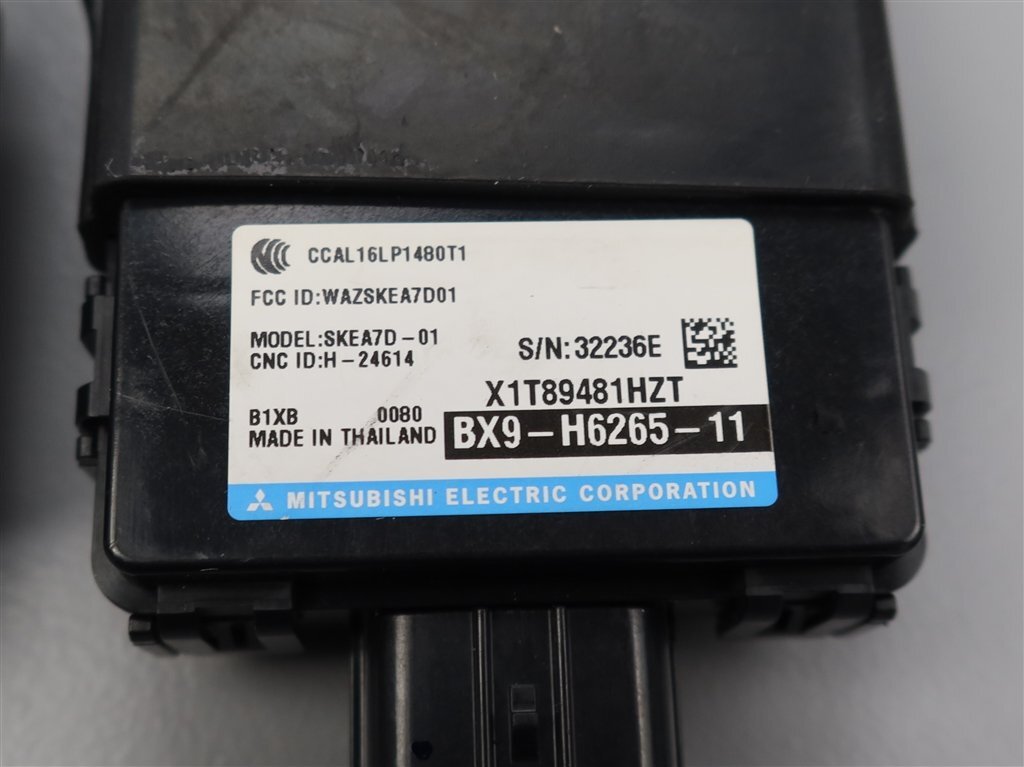 CCAL16LP1480T1
FCC ID:WAZSKEA7D01
MODEL:SKEA7D-01
CNC ID:H-24614
S/N:32236E
X1T89481HZT
B1XB 0080
MADE IN THAILAND
BX9-H6265-11
MITSUBISHI ELECTRIC CORPORATION